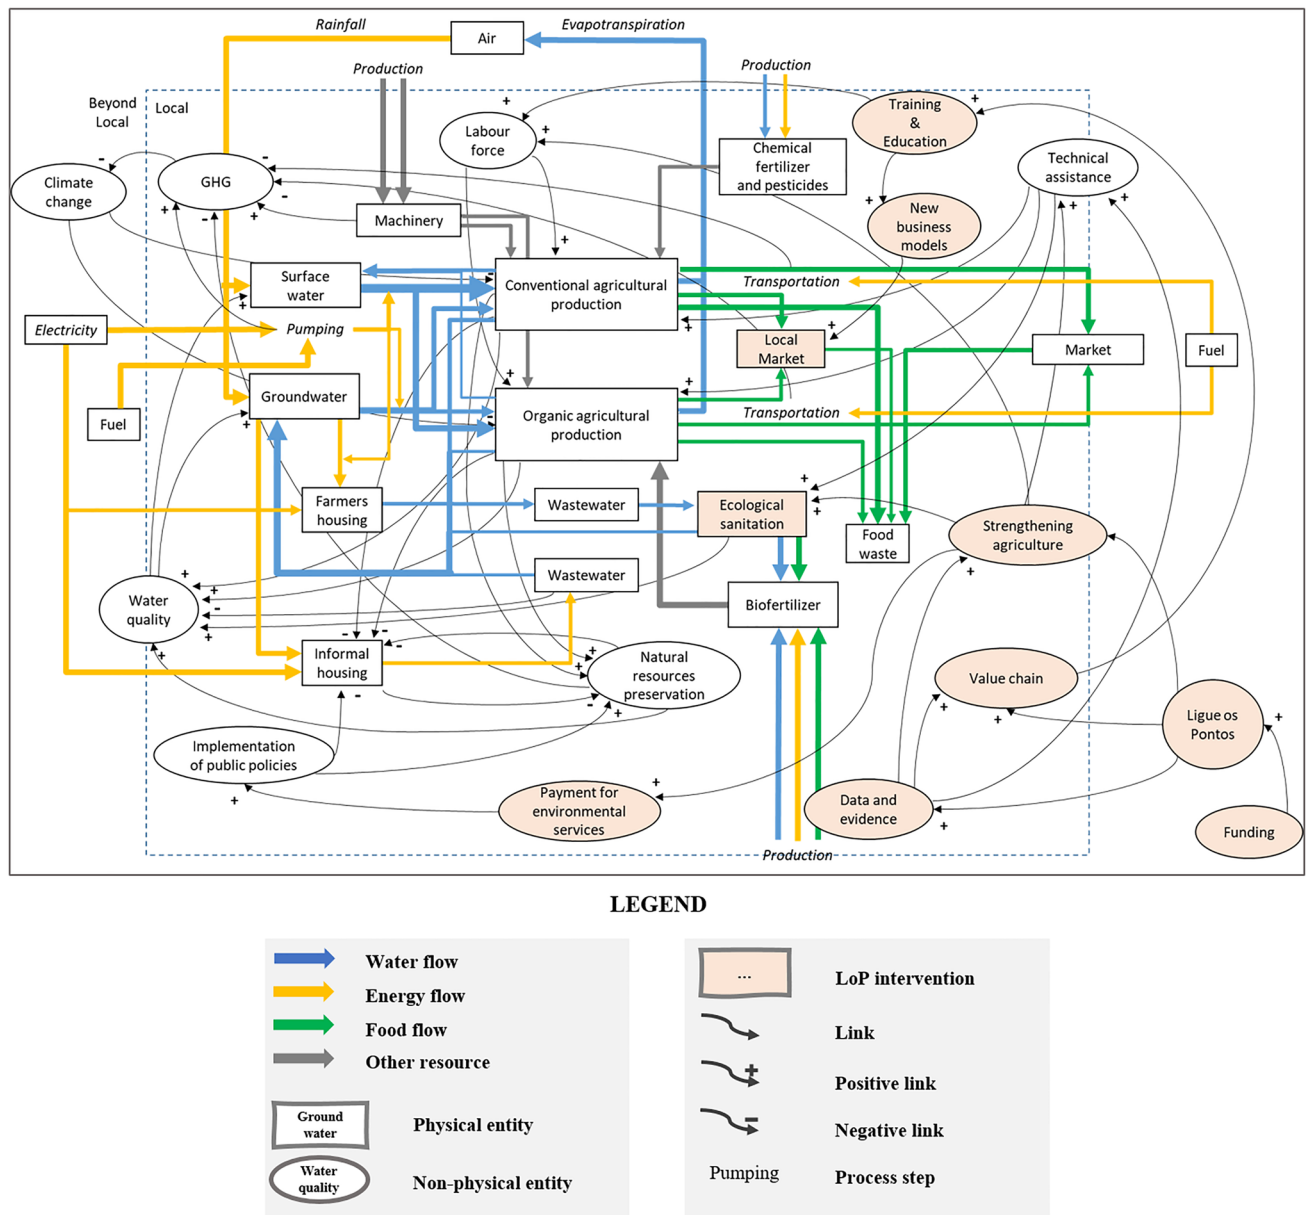 Rainfall
Air
Evapotranspiration
Production
Production
Beyond
Local
Local
Labour
force
Training
&
Education
Chemical
fertilizer
and pesticides
Technical
assistance
Climate
change
GHG
Machinery
New
business
models
Surface
water
Conventional agricultural
production
Transportation
Electricity
Pumping
Local
Market
Market
Fuel
Groundwater
Fuel
Organic agricultural
production
Transportation
Farmers
housing
Wastewater
Ecological
sanitation
Food
waste
Strengthening
agriculture
Wastewater
Water
quality
Biofertilizer
Informal
housing
Natural
resources
preservation
Value chain
Ligue os
Pontos
Implementation
of public policies
Payment for
environmental
services
Data and
evidence
Funding
Production
LEGEND
Water flow
Energy flow
Food flow
Other resource
Ground
water
Physical entity
Water
quality
Non-physical entity
...
LoP intervention
Link
+
Positive link
-
Negative link
Pumping
Process step